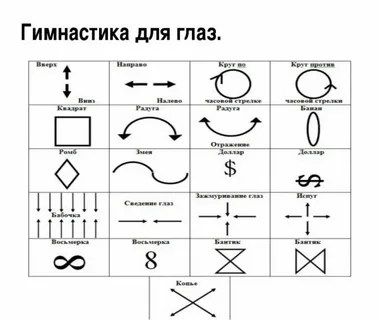 Гимнастика для глаз.
Вверх
Вниз
Направо
Налево
Круг по
часовой стрелке
Круг против
часовой стрелки
Квадрат
Радуга
Радуга
Отражение
Банан
Ромб
Змея
Доллар
$
Доллар
$
Бабочка
Сведение глаз
Зажмуривание глаз
Испуг
Восьмерка
∞
Восьмерка
8
Бантик
Бантик
Копье